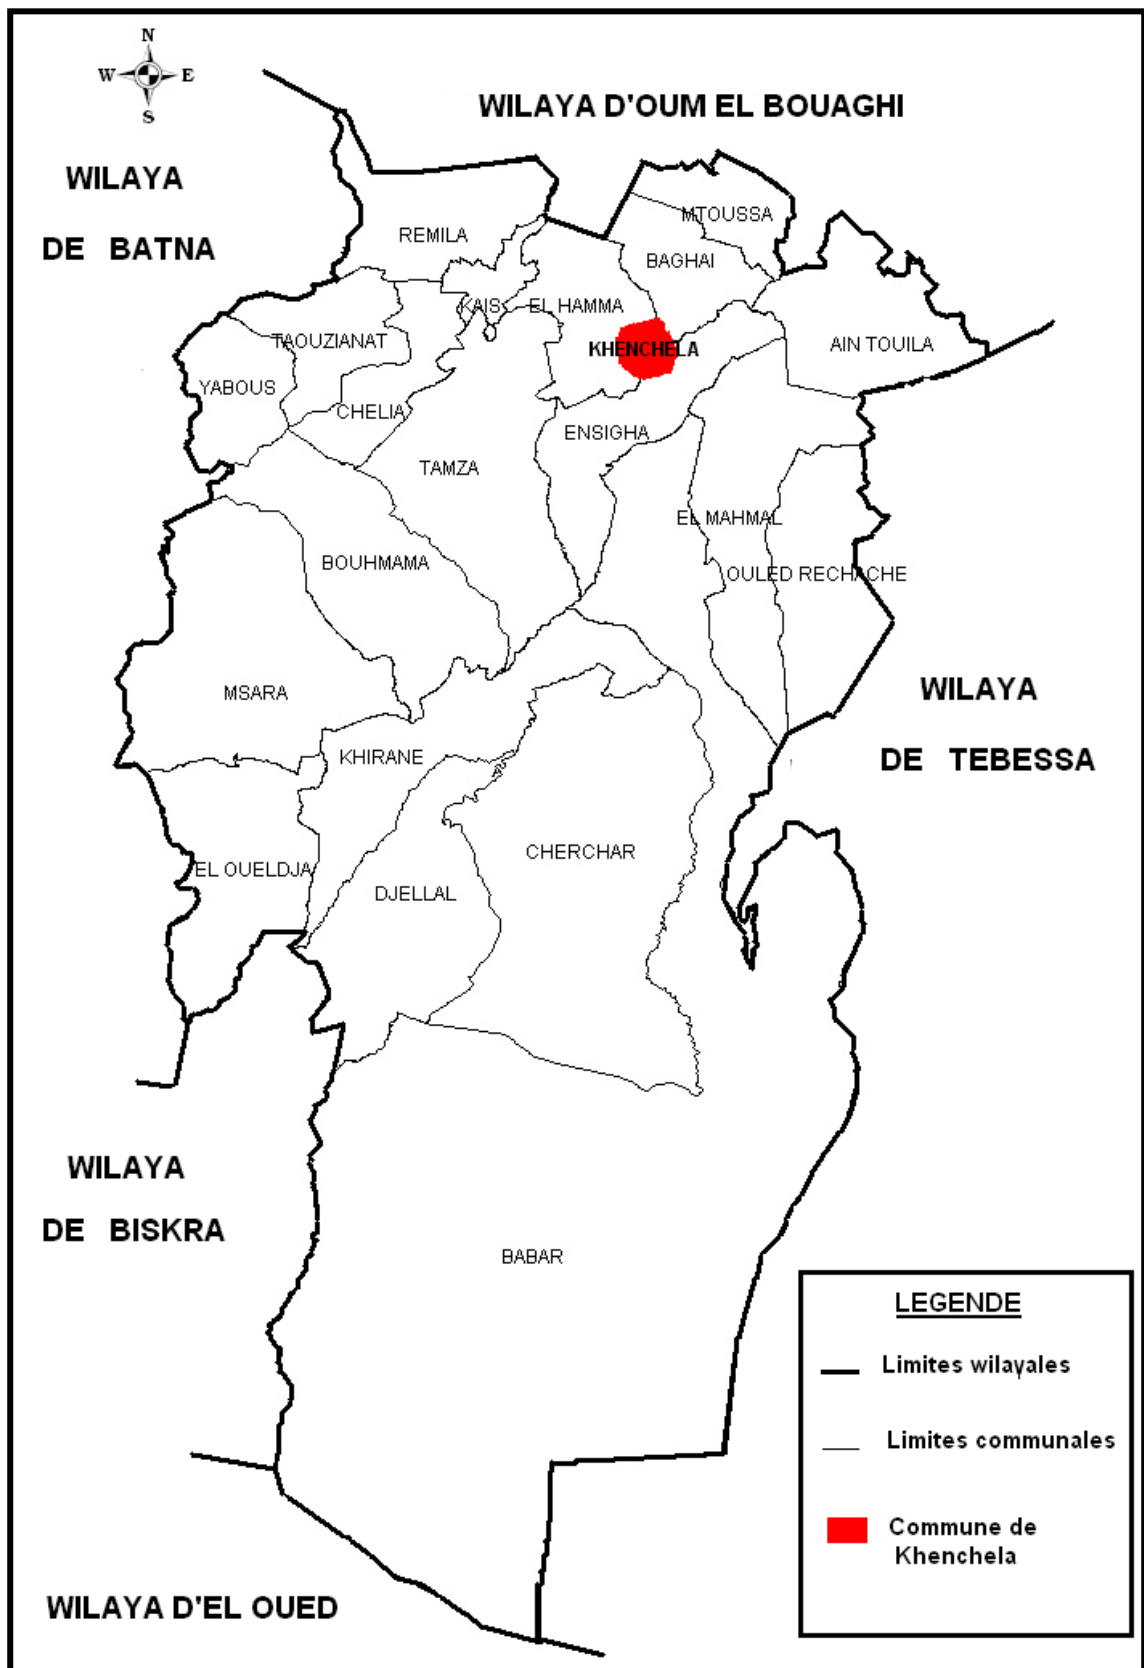 N
W E
S
WILAYA D'OUM EL BOUAGHI
WILAYA
DE BATNA
MTOUSSA
REMILA
BAGHAI
KAIS
EL HAMMA
TAOUZIANAT
KHENCHELA
AIN TOUILA
YABOUS
CHELIA
ENSIGHA
TAMZA
EL MAHMAL
BOUHMAMA
OULED RECHACHE
MSARA
WILAYA
DE TEBESSA
KHIRANE
CHERCHAR
EL OUELDJA
DJELLAL
WILAYA
DE BISKRA
BABAR
LEGENDE
Limites wilayales
Limites communales
Commune de
Khenchela
WILAYA D'EL OUED